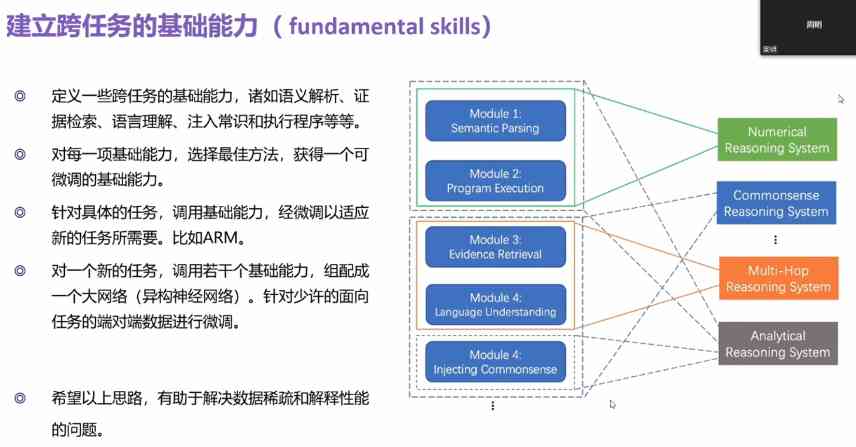 建立跨任务的基础能力（fundamental skills）
◎ 定义一些跨任务的基础能力，诸如语义解析、证
据检索、语言理解、注入常识和执行程序等等。
◎ 对每一项基础能力，选择最佳方法，获得一个可
微调的基础能力。
◎ 针对具体的任务，调用基础能力，经微调以适应
新的任务所需要。比如ARM。
◎ 对一个新的任务，调用若干个基础能力，组配成
一个大网络（异构神经网络）。针对少许的面向
任务的端对端数据进行微调。
◎ 希望以上思路，有助于解决数据稀疏和解释性能
的问题。
Module 1:
Semantic Parsing
Module 2:
Program Execution
Module 3:
Evidence Retrieval
Module 4:
Language Understanding
Module 4:
Injecting Commonsense
Numerical
Reasoning System
Commonsense
Reasoning System
Multi-Hop
Reasoning System
Analytical
Reasoning System
周明